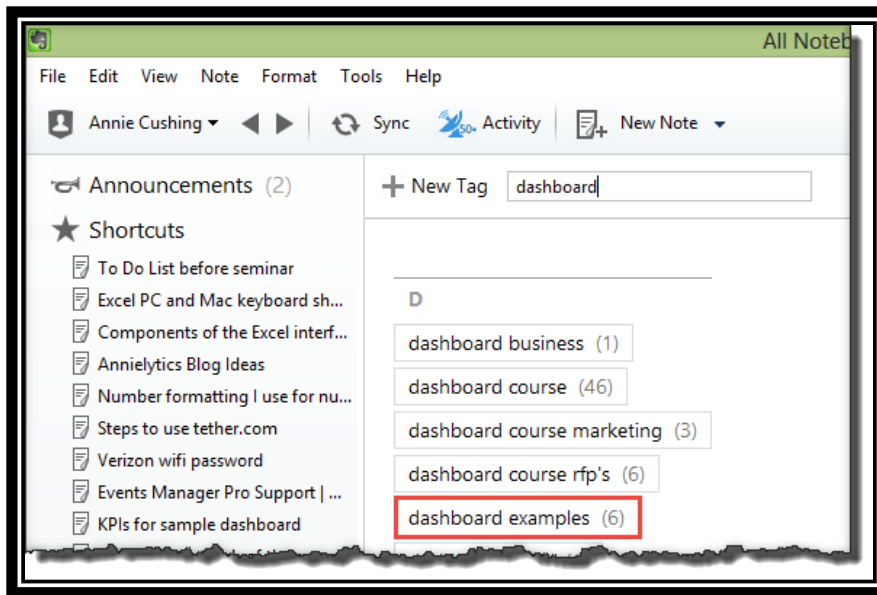 All Noteb
File Edit View Note Format Tools Help
Annie Cushing Sync 50+ Activity New Note
Announcements (2)
New Tag dashboard
Shortcuts
To Do List before seminar
Excel PC and Mac keyboard sh...
Components of the Excel interf...
Annielytics Blog Ideas
Number formatting I use for nu...
Steps to use tether.com
Verizon wifi password
Events Manager Pro Support | ...
KPIs for sample dashboard
D
dashboard business (1)
dashboard course (46)
dashboard course marketing (3)
dashboard course rfp's (6)
dashboard examples (6)